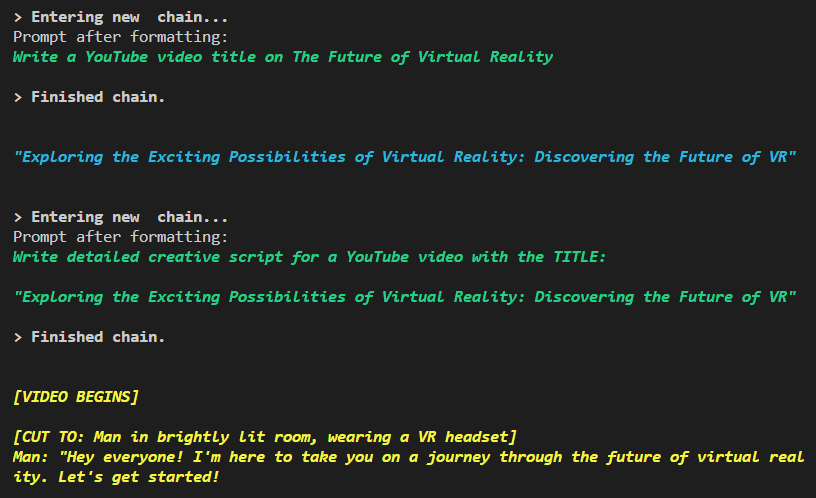 > Entering new  chain...
Prompt after formatting:
Write a YouTube video title on The Future of Virtual Reality
> Finished chain.
"Exploring the Exciting Possibilities of Virtual Reality: Discovering the Future of VR"
> Entering new  chain...
Prompt after formatting:
Write detailed creative script for a YouTube video with the TITLE:
"Exploring the Exciting Possibilities of Virtual Reality: Discovering the Future of VR"
> Finished chain.
[VIDEO BEGINS]
[CUT TO: Man in brightly lit room, wearing a VR headset]
Man: "Hey everyone! I'm here to take you on a journey through the future of virtual real
ity. Let's get started!